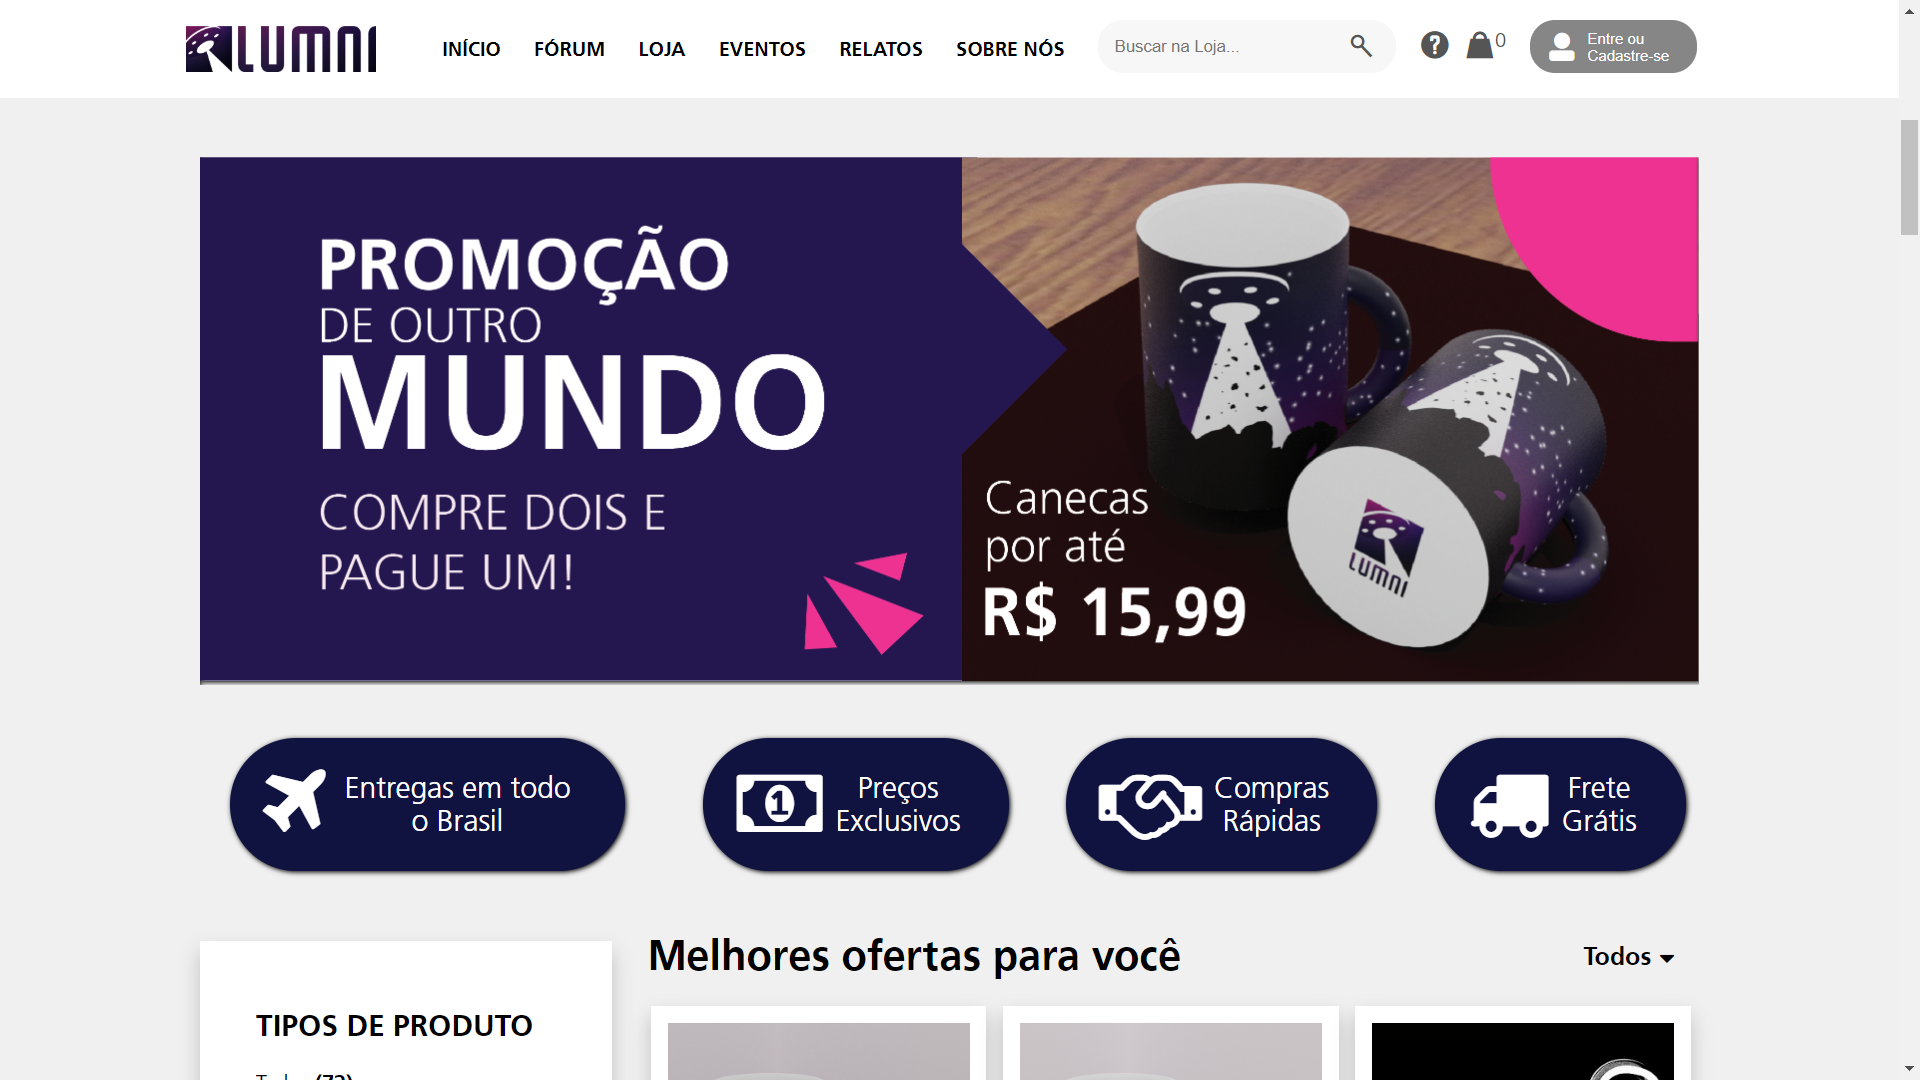 LUMNI
INÍCIO
FÓRUM
LOJA
EVENTOS
RELATOS
SOBRE NÓS
Buscar na Loja...
?
0
Entre ou
Cadastre-se
PROMOÇÃO
DE OUTRO
MUNDO
COMPRE DOIS E
PAGUE UM!
Canecas
por até
R$ 15,99
LUMNI
Entregas em todo
o Brasil
1
Preços
Exclusivos
Compras
Rápidas
Frete
Grátis
Melhores ofertas para você
Todos
TIPOS DE PRODUTO